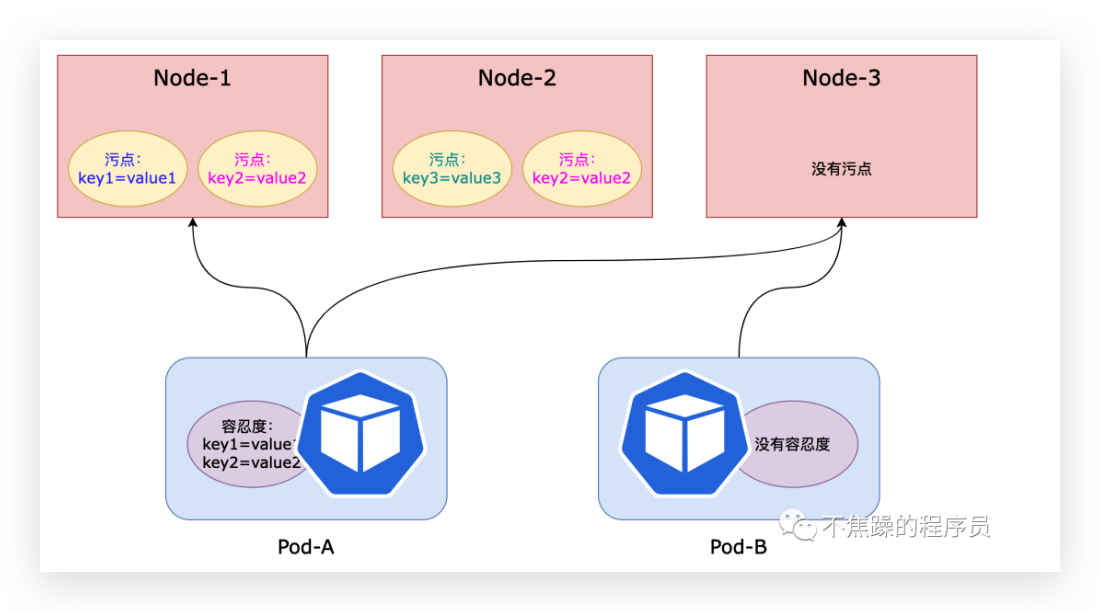 Node-1
污点：
key1=value1
污点：
key2=value2
Node-2
污点：
key3=value3
污点：
key2=value2
Node-3
没有污点
容忍度：
key1=value
key2=value2
Pod-A
没有容忍度
Pod-B
不焦躁的程序员